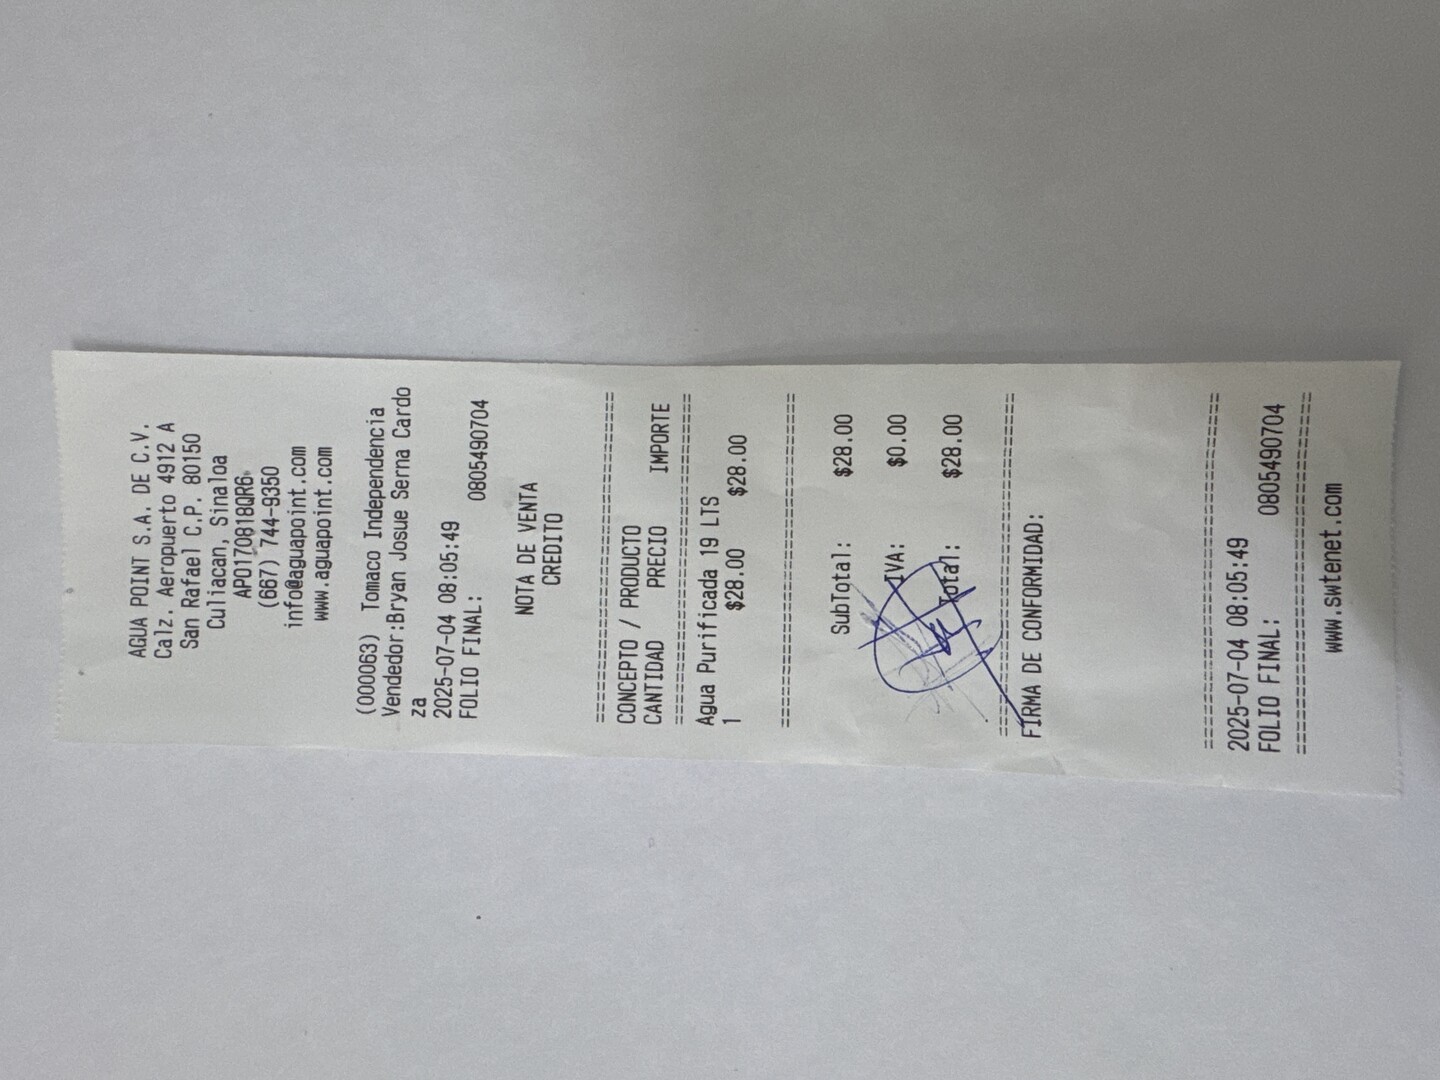 AGUA POINT S.A. DE C.V.
Calz. Aeropuerto 4912 A
San Rafael C.P. 80150
Culiacan, Sinaloa
APO170818QR6
(667) 744-9350
info@aguapoint.com
www.aguapoint.com
(000063) Tomaco Independencia
Vendedor:Bryan Josue Serna Cardo
za
2025-07-04 08:05:49
FOLIO FINAL: 0805490704
NOTA DE VENTA
CREDITO
================================
CONCEPTO / PRODUCTO
CANTIDAD PRECIO IMPORTE
================================
Agua Purificada 19 LTS
1 $28.00 $28.00
================================
SubTotal: $28.00
IVA: $0.00
Total: $28.00
================================
FIRMA DE CONFORMIDAD:
================================
2025-07-04 08:05:49
FOLIO FINAL: 0805490704
================================
www.swtenet.com